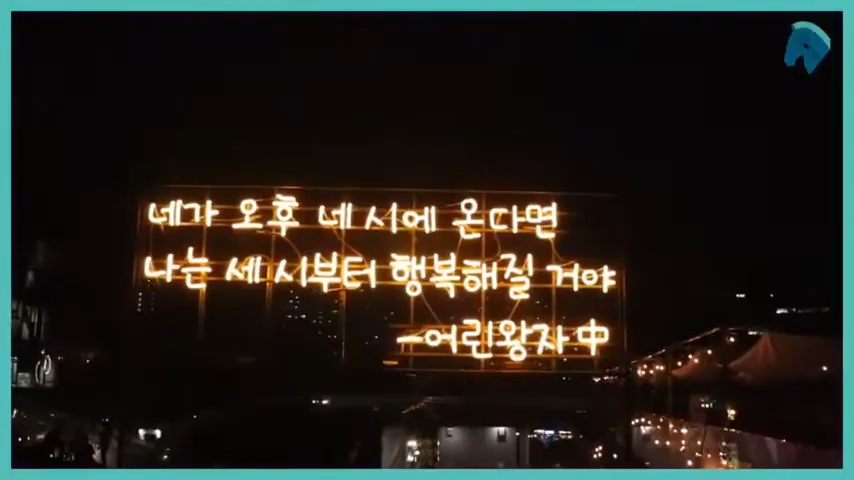 네가 오후 네 시에 온다면
나는 세 시부터 행복해질 거야
-어린왕자 中